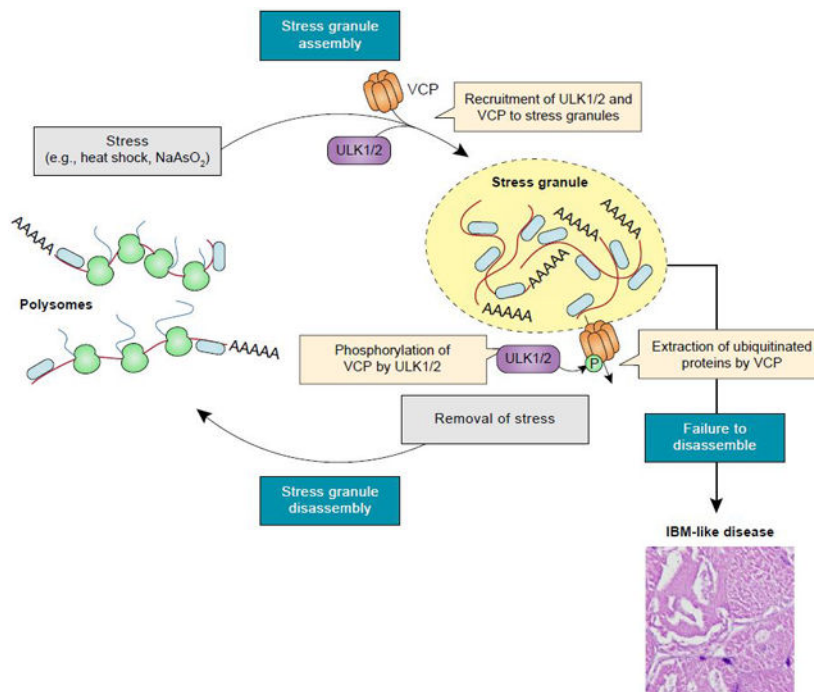 Stress granule
assembly
VCP
Recruitment of ULK1/2 and
VCP to stress granules
Stress
(e.g., heat shock, NaAsO₂)
ULK1/2
Stress granule
AAAAA
AAAAA
AAAAA
AAAAA
AAAAA
Polysomes
AAAAA
Phosphorylation of
VCP by ULK1/2
ULK1/2
P
Extraction of ubiquitinated
proteins by VCP
Removal of stress
Failure to
disassemble
Stress granule
disassembly
IBM-like disease